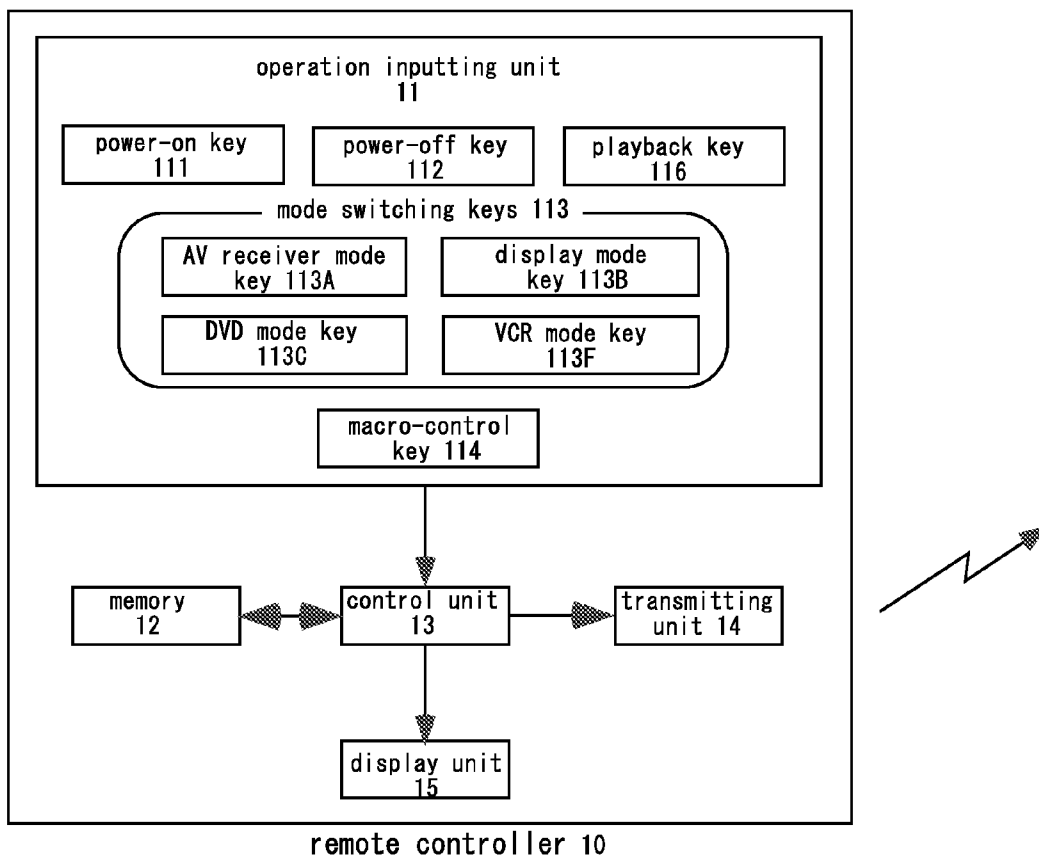 operation inputting unit
11
power-on key
111
power-off key
112
playback key
116
mode switching keys 113
AV receiver mode
key 113A
display mode
key 113B
DVD mode key
113C
VCR mode key
113F
macro-control
key 114
memory
12
control unit
13
transmitting
unit 14
display unit
15
remote controller 10